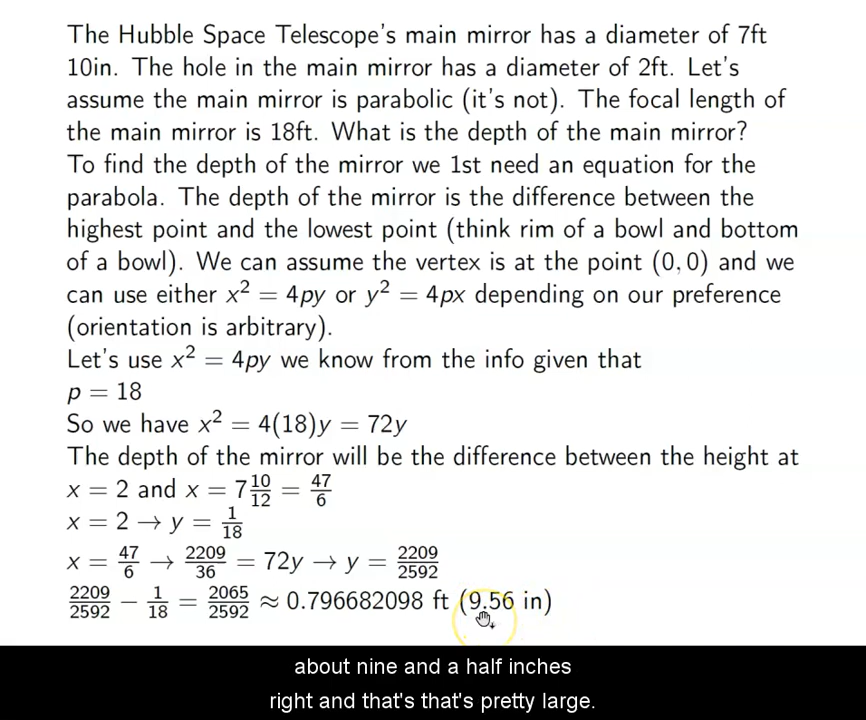 The Hubble Space Telescope's main mirror has a diameter of 7ft
10in. The hole in the main mirror has a diameter of 2ft. Let's
assume the main mirror is parabolic (it's not). The focal length of
the main mirror is 18ft. What is the depth of the main mirror?
To find the depth of the mirror we 1st need an equation for the
parabola. The depth of the mirror is the difference between the
highest point and the lowest point (think rim of a bowl and bottom
of a bowl). We can assume the vertex is at the point (0, 0) and we
can use either x² = 4py or y² = 4px depending on our preference
(orientation is arbitrary).
Let's use x² = 4py we know from the info given that
p = 18
So we have x² = 4(18)y = 72y
The depth of the mirror will be the difference between the height at
x = 2 and x = 7 10/12 = 47/6
x = 2 → y = 1/18
x = 47/6 → 2209/36 = 72y → y = 2209/2592
2209/2592 − 1/18 = 2065/2592 ≈ 0.796682098 ft (9.56 in)
about nine and a half inches
right and that's that's pretty large.